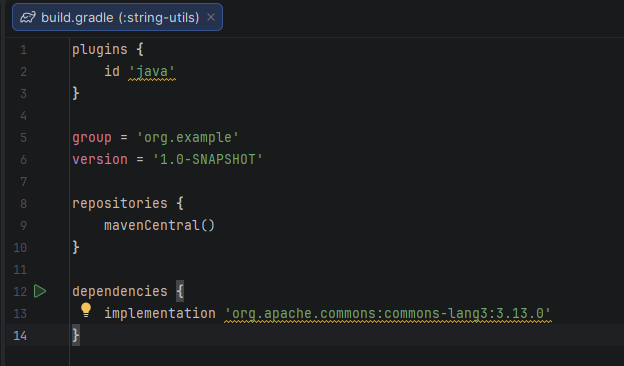 build.gradle (:string-utils) ×
1 plugins {
2     id 'java'
3 }
4
5 group = 'org.example'
6 version = '1.0-SNAPSHOT'
7
8 repositories {
9     mavenCentral()
10 }
11
12 dependencies {
13     implementation 'org.apache.commons:commons-lang3:3.13.0'
14 }